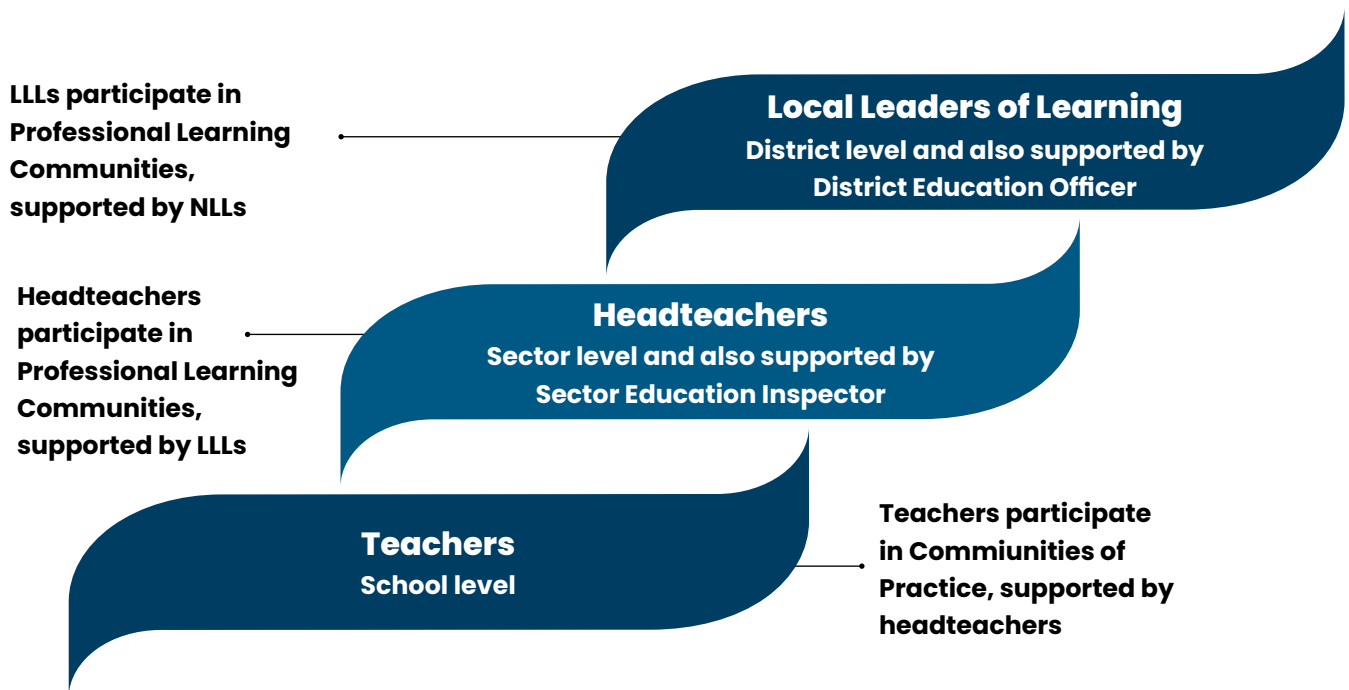 LLLs participate in
Professional Learning
Communities,
supported by NLLs
Local Leaders of Learning
District level and also supported by
District Education Officer
Headteachers
participate in
Professional Learning
Communities,
supported by LLLs
Headteachers
Sector level and also supported by
Sector Education Inspector
Teachers
School level
Teachers participate
in Commiunities of
Practice, supported by
headteachers